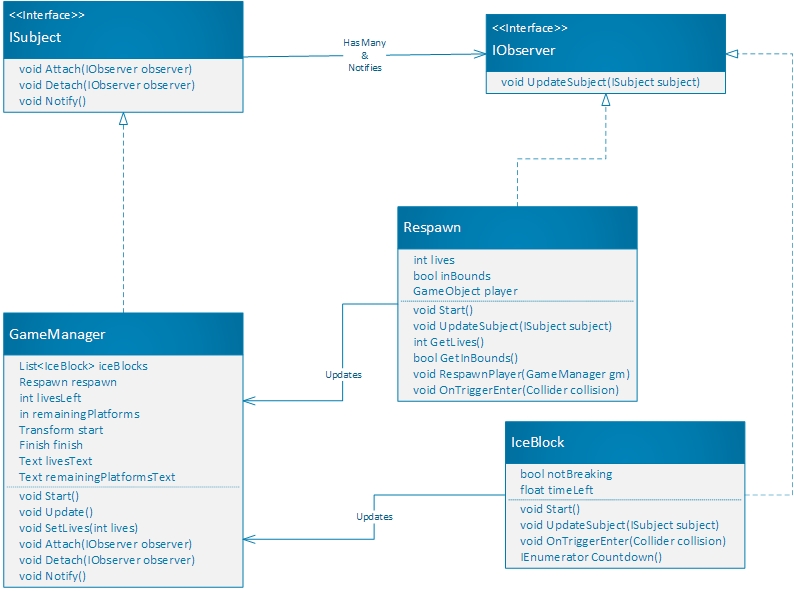 <<Interface>>
ISubject
void Attach(IObserver observer)
void Detach(IObserver observer)
void Notify()
Has Many
&
Notifies
<<Interface>>
IObserver
void UpdateSubject(ISubject subject)
Respawn
int lives
bool inBounds
GameObject player
void Start()
void UpdateSubject(ISubject subject)
int GetLives()
bool GetInBounds()
void RespawnPlayer(GameManager gm)
void OnTriggerEnter(Collider collision)
Updates
GameManager
List<IceBlock> iceBlocks
Respawn respawn
int livesLeft
in remainingPlatforms
Transform start
Finish finish
Text livesText
Text remainingPlatformsText
void Start()
void Update()
void SetLives(int lives)
void Attach(IObserver observer)
void Detach(IObserver observer)
void Notify()
Updates
IceBlock
bool notBreaking
float timeLeft
void Start()
void UpdateSubject(ISubject subject)
void OnTriggerEnter(Collider collision)
IEnumerator Countdown()